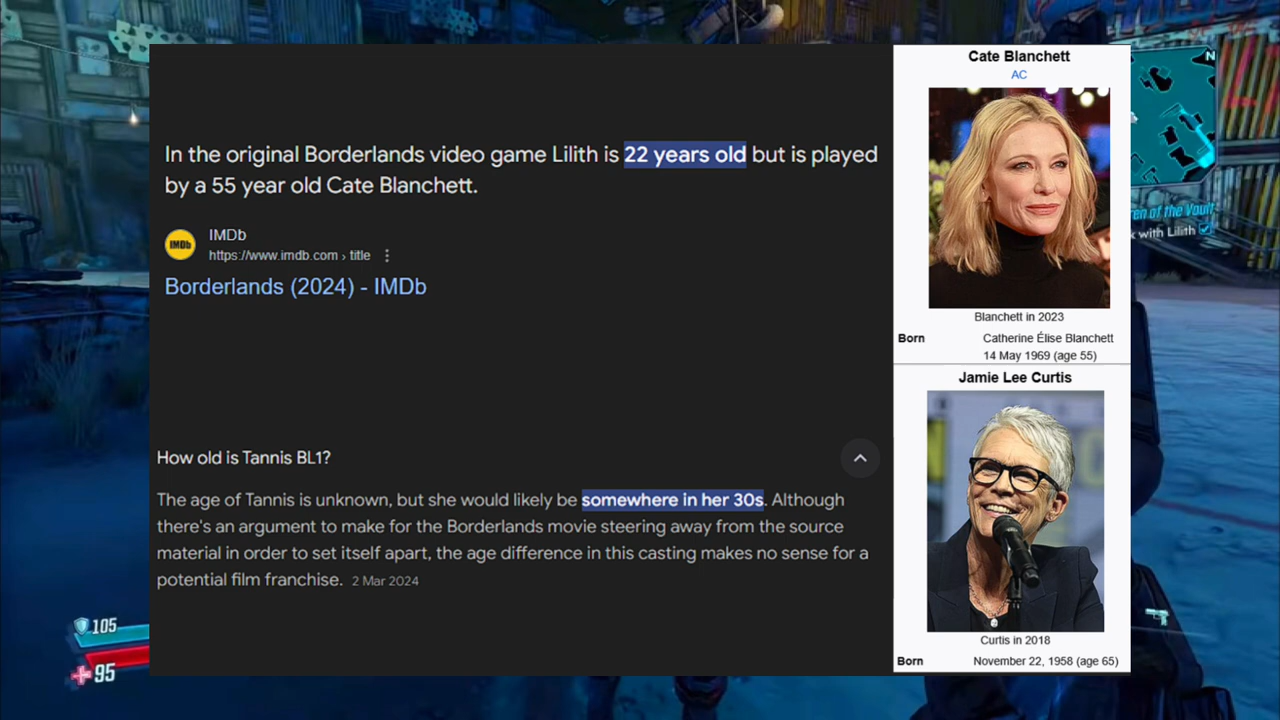 In the original Borderlands video game Lilith is 22 years old but is played
by a 55 year old Cate Blanchett.
IMDb
IMDb
https://www.imdb.com › title
Borderlands (2024) - IMDb
How old is Tannis BL1?
The age of Tannis is unknown, but she would likely be somewhere in her 30s. Although
there's an argument to make for the Borderlands movie steering away from the source
material in order to set itself apart, the age difference in this casting makes no sense for a
potential film franchise. 2 Mar 2024
Cate Blanchett
AC
Blanchett in 2023
Born Catherine Élise Blanchett
14 May 1969 (age 55)
Jamie Lee Curtis
Curtis in 2018
Born November 22, 1958 (age 65)
N
of the Vault
with Lilith
105
95